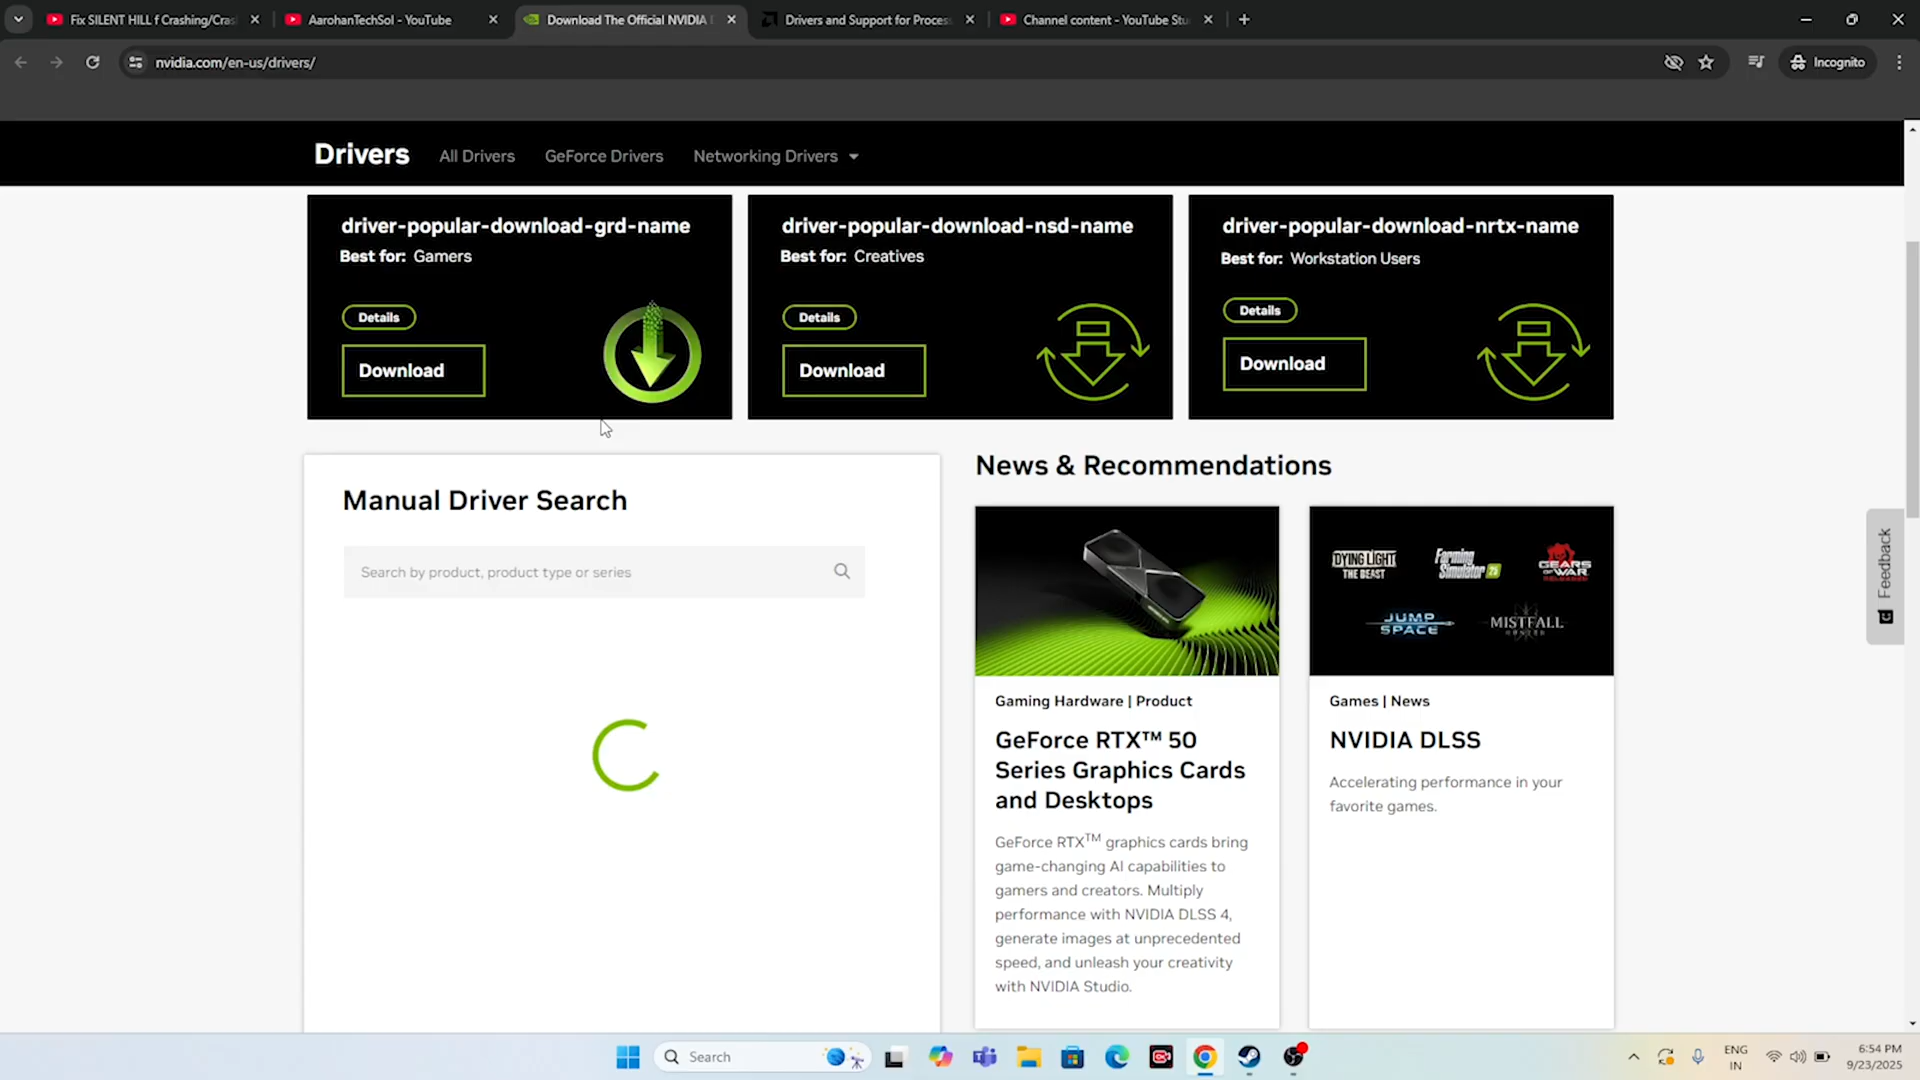 Fix SILENT HILL f Crashing/Cras
AarohanTechSol - YouTube
Download The Official NVIDIA
Drivers and Support for Process
Channel content - YouTube Stu
nvidia.com/en-us/drivers/
Incognito
Drivers
All Drivers
GeForce Drivers
Networking Drivers
driver-popular-download-grd-name
Best for: Gamers
Details
Download
driver-popular-download-nsd-name
Best for: Creatives
Details
Download
driver-popular-download-nrtx-name
Best for: Workstation Users
Details
Download
Manual Driver Search
Search by product, product type or series
News & Recommendations
Gaming Hardware | Product
GeForce RTX™ 50
Series Graphics Cards
and Desktops
GeForce RTX™ graphics cards bring
game-changing AI capabilities to
gamers and creators. Multiply
performance with NVIDIA DLSS 4,
generate images at unprecedented
speed, and unleash your creativity
with NVIDIA Studio.
DYING LIGHT
THE BEAST
Farming
Simulator 25
GEARS
OF WAR
RELOADED
JUMP
SPACE
MISTFALL
HUNTER
Games | News
NVIDIA DLSS
Accelerating performance in your
favorite games.
Feedback
Search
ENG
IN
6:54 PM
9/23/2025